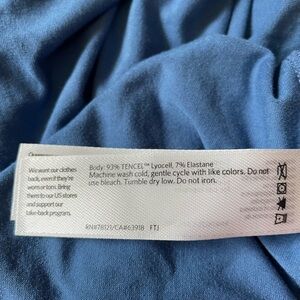 We want our clothes
back, even if they're
worn or torn. Bring
them to our US stores
and support our
take-back program.
Body: 93% TENCEL™ Lyocell, 7% Elastane
Machine wash cold, gentle cycle with like colors. Do not
use bleach. Tumble dry low. Do not iron.
RN#78127/CA#63918 FTJ